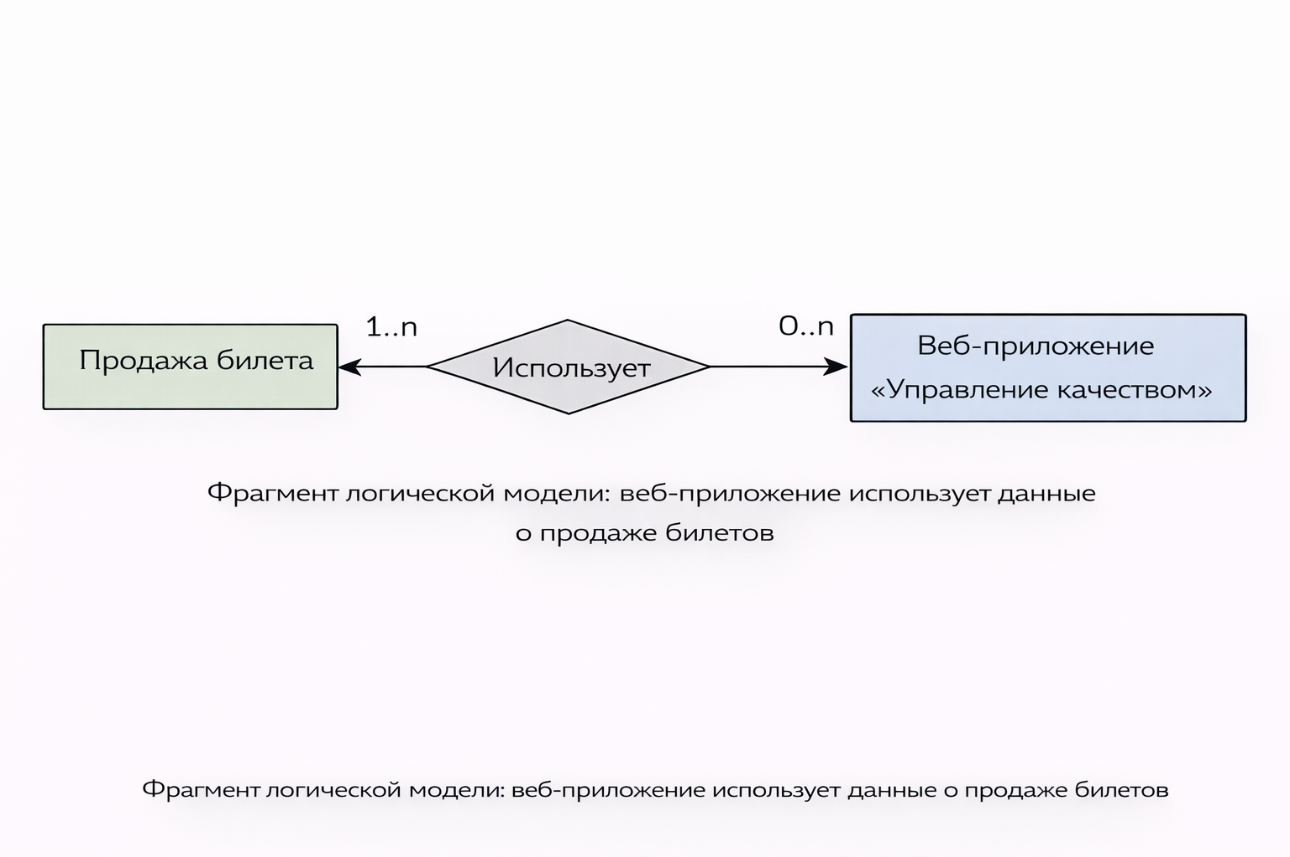 1..n
0..n
Продажа билета
Использует
Веб-приложение
«Управление качеством»
Фрагмент логической модели: веб-приложение использует данные
о продаже билетов
Фрагмент логической модели: веб-приложение использует данные о продаже билетов